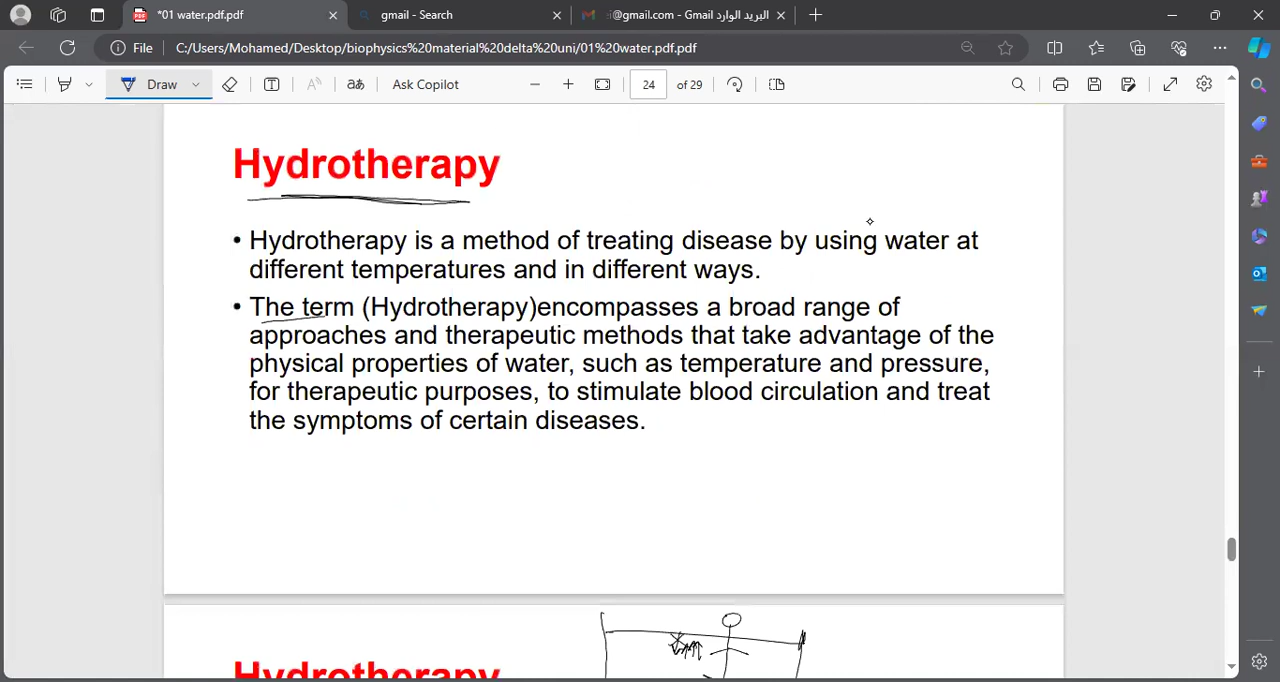 *01 water.pdf.pdf
gmail - Search
البريد الوارد - @gmail.com - Gmail
File
C:/Users/Mohamed/Desktop/biophysics%20material%20delta%20uni/01%20water.pdf.pdf
Draw
aあ
Ask Copilot
24
of 29
Hydrotherapy
• Hydrotherapy is a method of treating disease by using water at
different temperatures and in different ways.
• The term (Hydrotherapy)encompasses a broad range of
approaches and therapeutic methods that take advantage of the
physical properties of water, such as temperature and pressure,
for therapeutic purposes, to stimulate blood circulation and treat
the symptoms of certain diseases.
Hydrotherapy